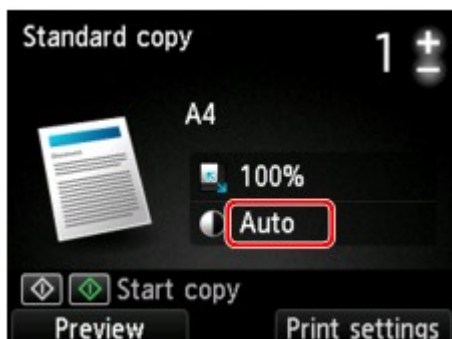 Standard copy
1 + −
A4
100%
Auto
Start copy
Preview Print settings